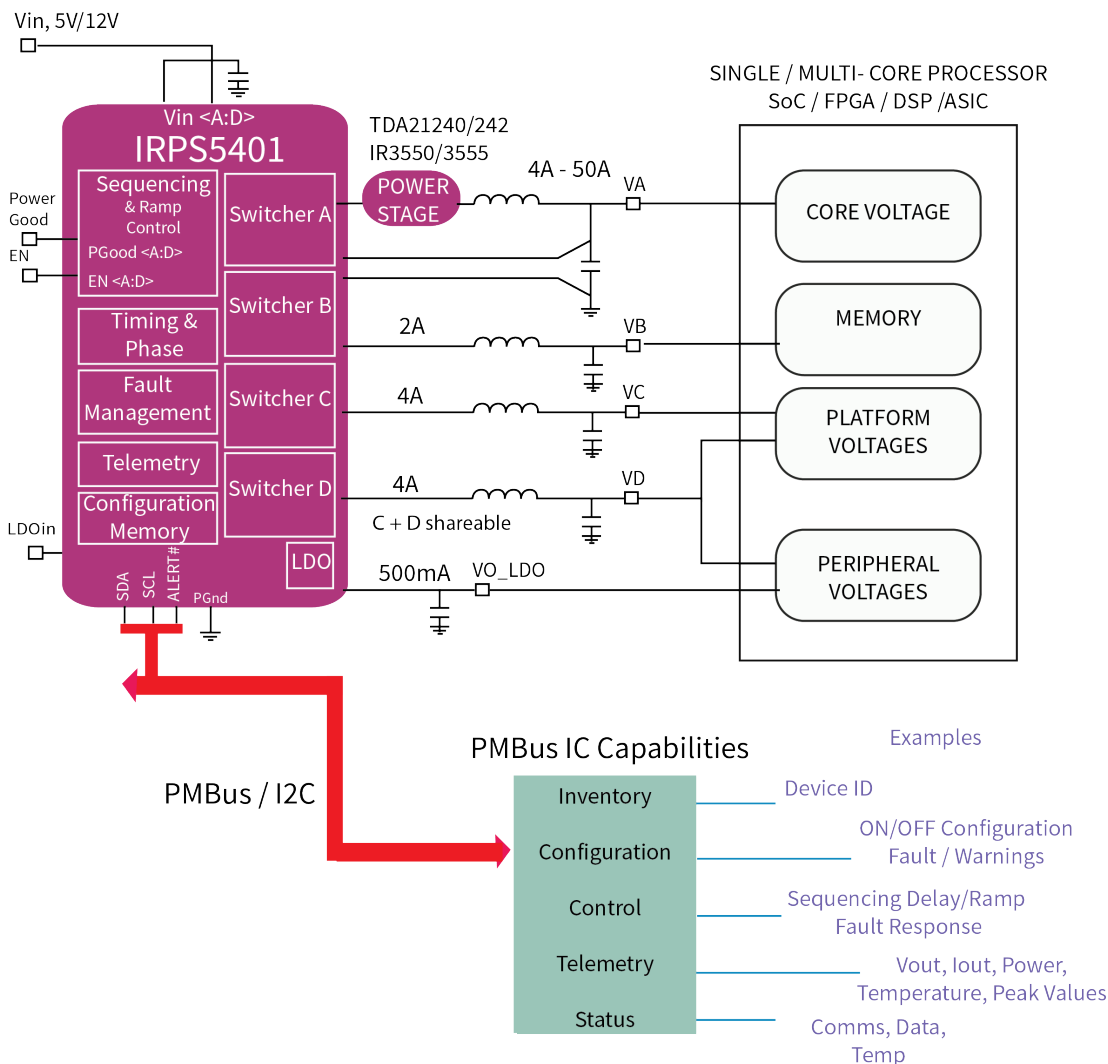 Vin, 5V/12V
SINGLE / MULTI- CORE PROCESSOR
SoC / FPGA / DSP /ASIC
Vin <A:D>
IRPS5401
TDA21240/242
IR3550/3555
POWER
STAGE
4A - 50A
VA
CORE VOLTAGE
Power
Good
EN
Sequencing
& Ramp
Control
PGood <A:D>
EN <A:D>
Switcher A
Switcher B
2A
VB
MEMORY
Timing &
Phase
Fault
Management
Switcher C
4A
VC
PLATFORM
VOLTAGES
Telemetry
Configuration
Memory
Switcher D
4A
VD
C + D shareable
LDOin
LDO
500mA
VO_LDO
PERIPHERAL
VOLTAGES
SDA
SCL
ALERT#
PGnd
PMBus / I2C
PMBus IC Capabilities
Examples
Inventory
Device ID
Configuration
ON/OFF Configuration
Fault / Warnings
Control
Sequencing Delay/Ramp
Fault Response
Telemetry
Vout, Iout, Power,
Temperature, Peak Values
Status
Comms, Data,
Temp